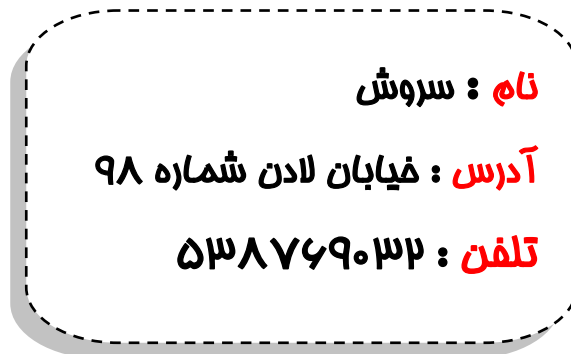 نام : سروش
آدرس : خیابان لادن شماره ۹۸
تلفن : ۵۳۸۷۶۹۰۳۲